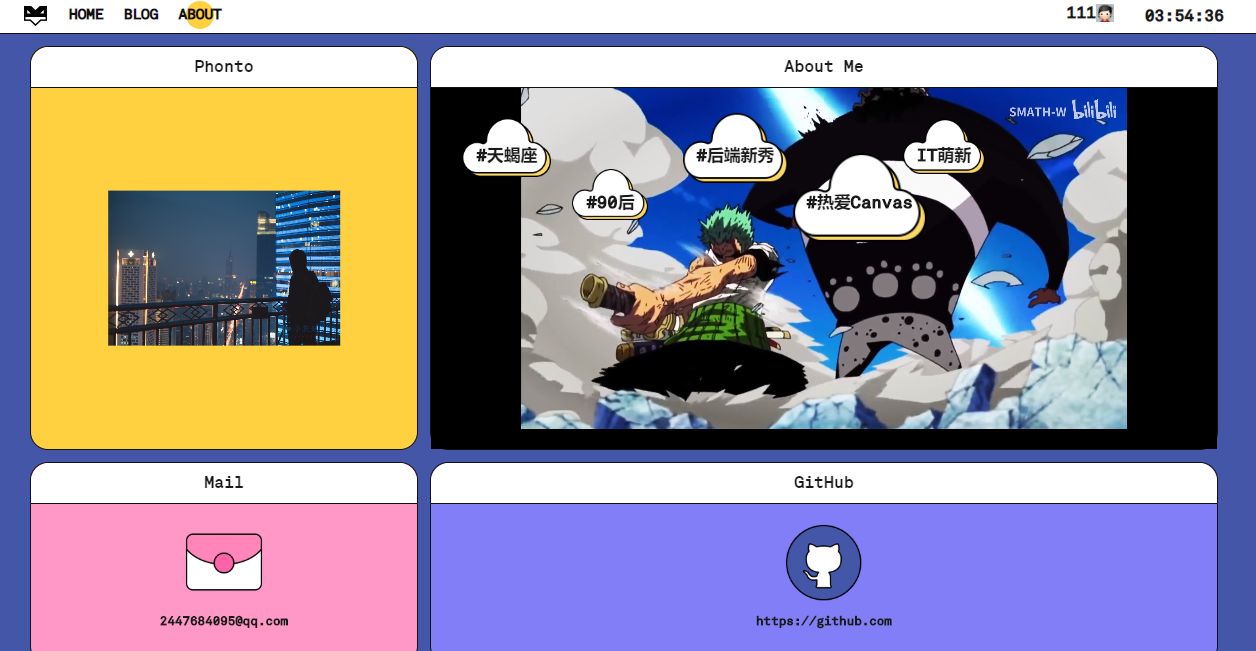 HOME BLOG ABOUT 111 03:54:36
Phonto
About Me
SMATH-W bilibili
#天蝎座
#后端新秀
IT萌新
#90后
#热爱Canvas
Mail
GitHub
2447684095@qq.com
https://github.com